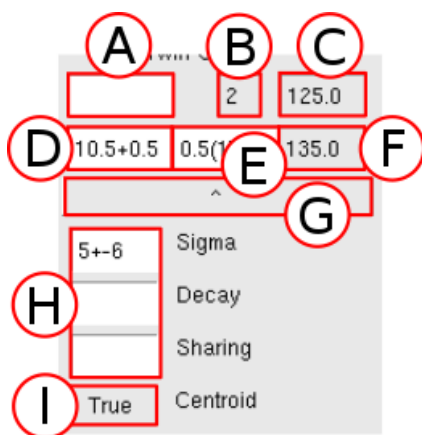 A B C
2 125.0
D 10.5+0.5 0.5(1 E 135.0 F
^ G
5+-6 Sigma
H Decay
Sharing
I True Centroid